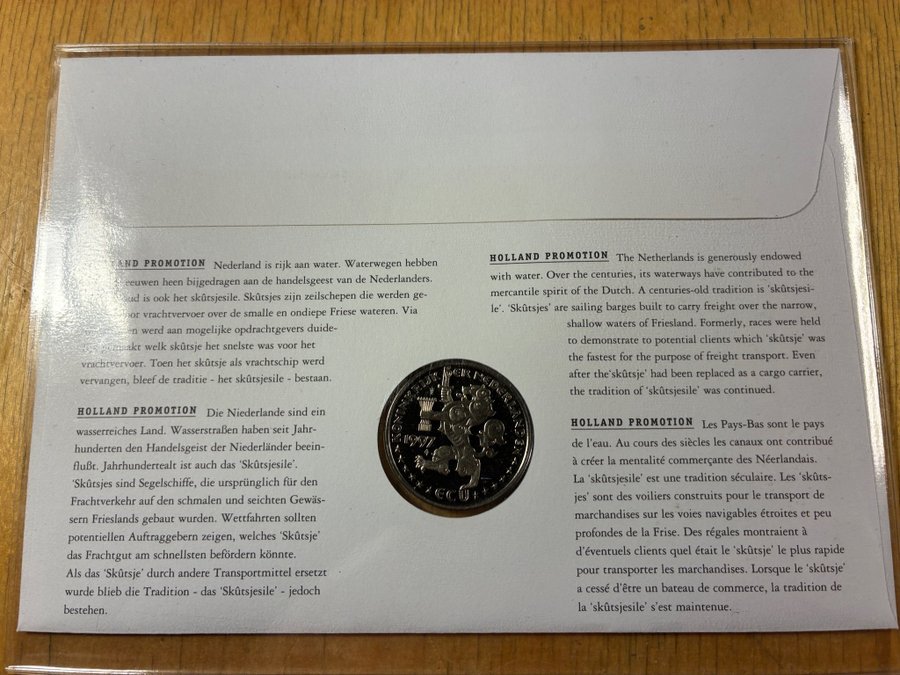 ND PROMOTION Nederland is rijk aan water. Waterwegen hebben
eeuwen heen bijgedragen aan de handelsgeest van de Nederlanders.
ud is ook het skûtsjesile. Skûtsjes zijn zeilschepen die werden ge-
oor vrachtvervoer over de smalle en ondiepe Friese wateren. Via
en werd aan mogelijke opdrachtgevers duide-
akt welk skûtsje het snelste was voor het
vrachtvervoer. Toen het skûtsje als vrachtschip werd
vervangen, bleef de traditie - het skûtsjesile - bestaan.
HOLLAND PROMOTION Die Niederlande sind ein
wasserreiches Land. Wasserstraßen haben seit Jahr-
hunderten den Handelsgeist der Niederländer beein-
flußt. Jahrhundertealt ist auch das 'Skûtsjesile'.
'Skûtsjes sind Segelschiffe, die ursprünglich für den
Frachtverkehr auf den schmalen und seichten Gewäs-
sern Frieslands gebaut wurden. Wettfahrten sollten
potentiellen Auftraggebern zeigen, welches 'Skûtsje'
das Frachtgut am schnellsten befördern könnte.
Als das 'Skûtsje' durch andere Transportmittel ersetzt
wurde blieb die Tradition - das 'Skûtsjesile' - jedoch
bestehen.
KONINKRIJK DER NEDERLANDEN
1997
ECU
HOLLAND PROMOTION The Netherlands is generously endowed
with water. Over the centuries, its waterways have contributed to the
mercantile spirit of the Dutch. A centuries-old tradition is 'skûtsjesi-
le'. 'Skûtsjes' are sailing barges built to carry freight over the narrow,
shallow waters of Friesland. Formerly, races were held
to demonstrate to potential clients which 'skûtsje' was
the fastest for the purpose of freight transport. Even
after the'skûtsje' had been replaced as a cargo carrier,
the tradition of 'skûtsjesile' was continued.
HOLLAND PROMOTION Les Pays-Bas sont le pays
de l'eau. Au cours des siècles les canaux ont contribué
à créer la mentalité commerçante des Néerlandais.
La 'skûtsjesile' est une tradition séculaire. Les 'skûts-
jes' sont des voiliers construits pour le transport de
marchandises sur les voies navigables étroites et peu
profondes de la Frise. Des régales montraient à
d'éventuels clients quel était le 'skûtsje' le plus rapide
pour transporter les marchandises. Lorsque le 'skûtsje'
a cessé d'être un bateau de commerce, la tradition de
la 'skûtsjesile' s'est maintenue.